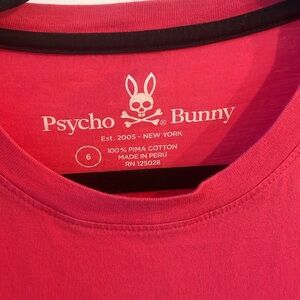 Psycho ® Bunny
Est. 2005 - NEW YORK
6
100% PIMA COTTON
MADE IN PERU
RN 125028